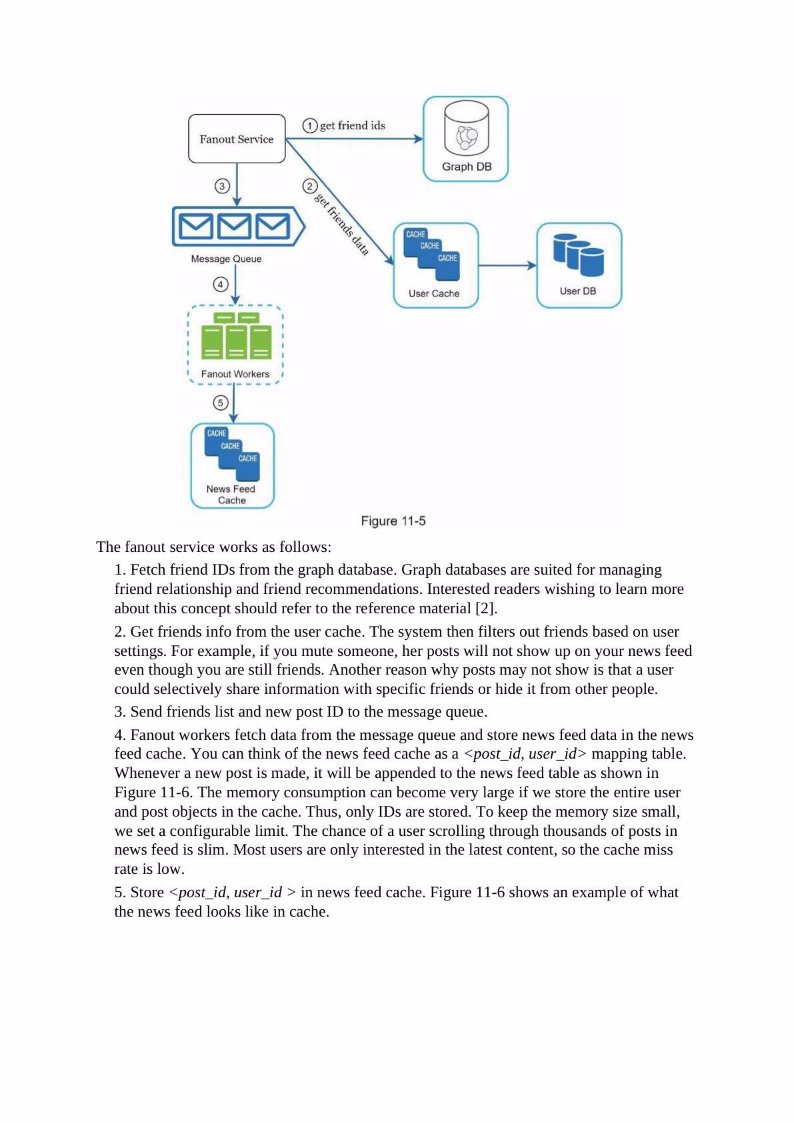 ① get friend ids
Fanout Service
Graph DB
③
② get friends data
Message Queue
CACHE
CACHE
CACHE
User Cache
User DB
④
Fanout Workers
⑤
CACHE
CACHE
CACHE
News Feed
Cache
Figure 11-5
The fanout service works as follows:
1. Fetch friend IDs from the graph database. Graph databases are suited for managing
friend relationship and friend recommendations. Interested readers wishing to learn more
about this concept should refer to the reference material [2].
2. Get friends info from the user cache. The system then filters out friends based on user
settings. For example, if you mute someone, her posts will not show up on your news feed
even though you are still friends. Another reason why posts may not show is that a user
could selectively share information with specific friends or hide it from other people.
3. Send friends list and new post ID to the message queue.
4. Fanout workers fetch data from the message queue and store news feed data in the news
feed cache. You can think of the news feed cache as a <post_id, user_id> mapping table.
Whenever a new post is made, it will be appended to the news feed table as shown in
Figure 11-6. The memory consumption can become very large if we store the entire user
and post objects in the cache. Thus, only IDs are stored. To keep the memory size small,
we set a configurable limit. The chance of a user scrolling through thousands of posts in
news feed is slim. Most users are only interested in the latest content, so the cache miss
rate is low.
5. Store <post_id, user_id > in news feed cache. Figure 11-6 shows an example of what
the news feed looks like in cache.